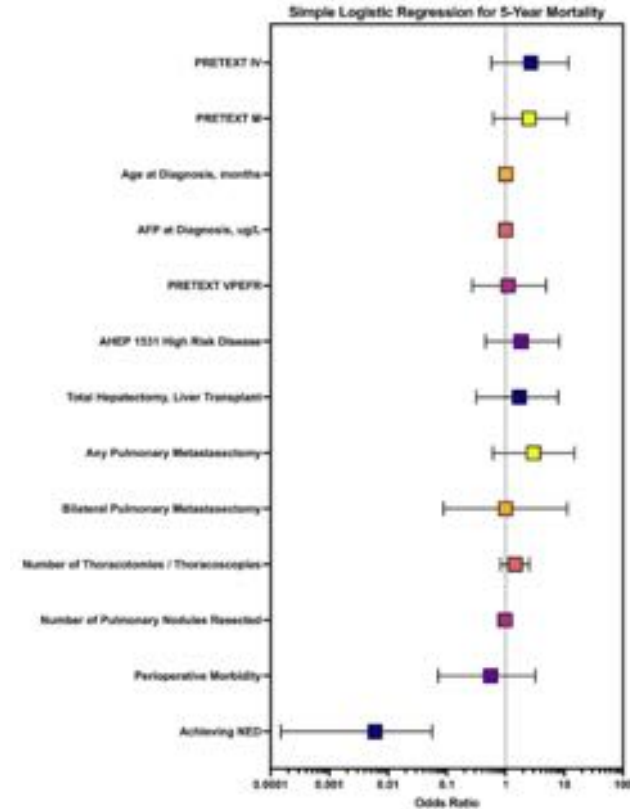 Simple Logistic Regression for 5-Year Mortality
PRETEXT IV
PRETEXT M
Age at Diagnosis, months
AFP at Diagnosis, ug/L
PRETEXT VPEFR
AHEP 1531 High Risk Disease
Total Hepatectomy, Liver Transplant
Any Pulmonary Metastasectomy
Bilateral Pulmonary Metastasectomy
Number of Thoracotomies / Thoracoscopies
Number of Pulmonary Nodules Resected
Perioperative Morbidity
Achieving NED
0.0001 0.001 0.01 0.1 1 10 100
Odds Ratio